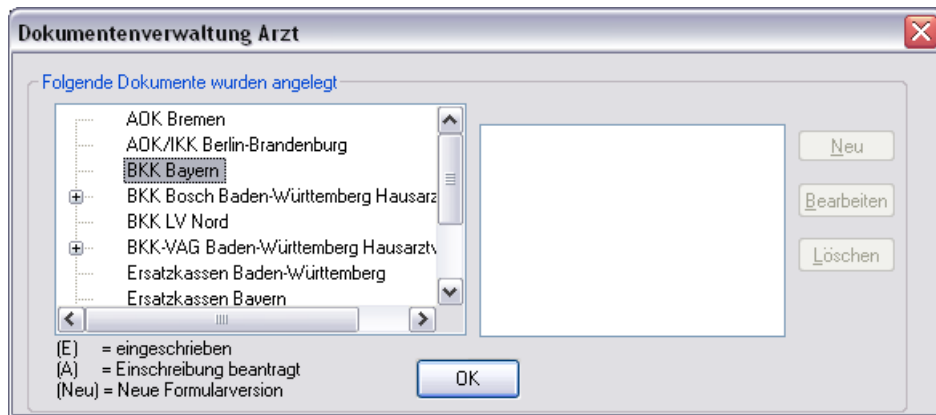 Dokumentenverwaltung Arzt
Folgende Dokumente wurden angelegt
AOK Bremen
AOK/IKK Berlin-Brandenburg
BKK Bayern
BKK Bosch Baden-Württemberg Hausarz
BKK LV Nord
BKK-VAG Baden-Württemberg Hausarztv
Ersatzkassen Baden-Württemberg
Ersatzkassen Bayern
Neu
Bearbeiten
Löschen
(E) = eingeschrieben
(A) = Einschreibung beantragt
(Neu) = Neue Formularversion
OK